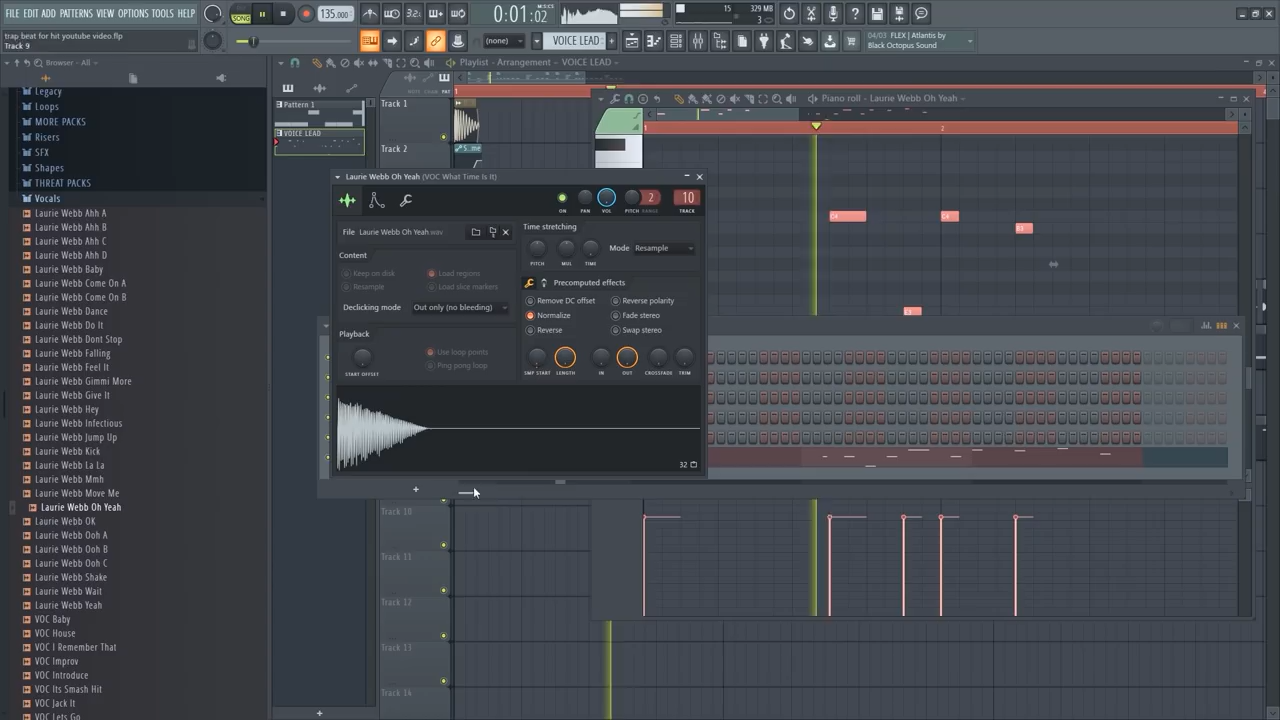 FILE EDIT ADD PATTERNS VIEW OPTIONS TOOLS HELP
SONG
135.000
0:01:02
M:S:CS
15
329 MB
3
04/03 FLEX | Atlantis by
Black Octopus Sound
trap beat for hit youtube video.flp
Track 9
(none)
VOICE LEAD
Browser - All
Playlist - Arrangement - VOICE LEAD
Legacy
Loops
MORE PACKS
Risers
SFX
Shapes
THREAT PACKS
Vocals
Laurie Webb Ahh A
Laurie Webb Ahh B
Laurie Webb Ahh C
Laurie Webb Ahh D
Laurie Webb Baby
Laurie Webb Come On A
Laurie Webb Come On B
Laurie Webb Dance
Laurie Webb Do It
Laurie Webb Dont Stop
Laurie Webb Falling
Laurie Webb Feel It
Laurie Webb Gimmi More
Laurie Webb Give It
Laurie Webb Hey
Laurie Webb Infectious
Laurie Webb Jump Up
Laurie Webb Kick
Laurie Webb La La
Laurie Webb Mmh
Laurie Webb Move Me
Laurie Webb Oh Yeah
Laurie Webb OK
Laurie Webb Ooh A
Laurie Webb Ooh B
Laurie Webb Ooh C
Laurie Webb Shake
Laurie Webb Wait
Laurie Webb Yeah
VOC Baby
VOC House
VOC I Remember That
VOC Improv
VOC Introduce
VOC Its Smash Hit
VOC Jack It
VOC Lets Go
Pattern 1
VOICE LEAD
1
Track 1
Track 2
Piano roll - Laurie Webb Oh Yeah
1
2
C4
C4
B3
E3
Laurie Webb Oh Yeah (VOC What Time Is It)
ON
PAN
VOL
PITCH
RANGE
2
10
TRACK
File Laurie Webb Oh Yeah.wav
Content
Keep on disk
Resample
Load regions
Load slice markers
Declicking mode
Out only (no bleeding)
Playback
START OFFSET
Use loop points
Ping pong loop
Time stretching
PITCH
MUL
TIME
Mode
Resample
Precomputed effects
Remove DC offset
Normalize
Reverse
Reverse polarity
Fade stereo
Swap stereo
SMP START
LENGTH
IN
OUT
CROSSFADE
TRIM
32
Track 10
Track 11
Track 12
Track 13
Track 14